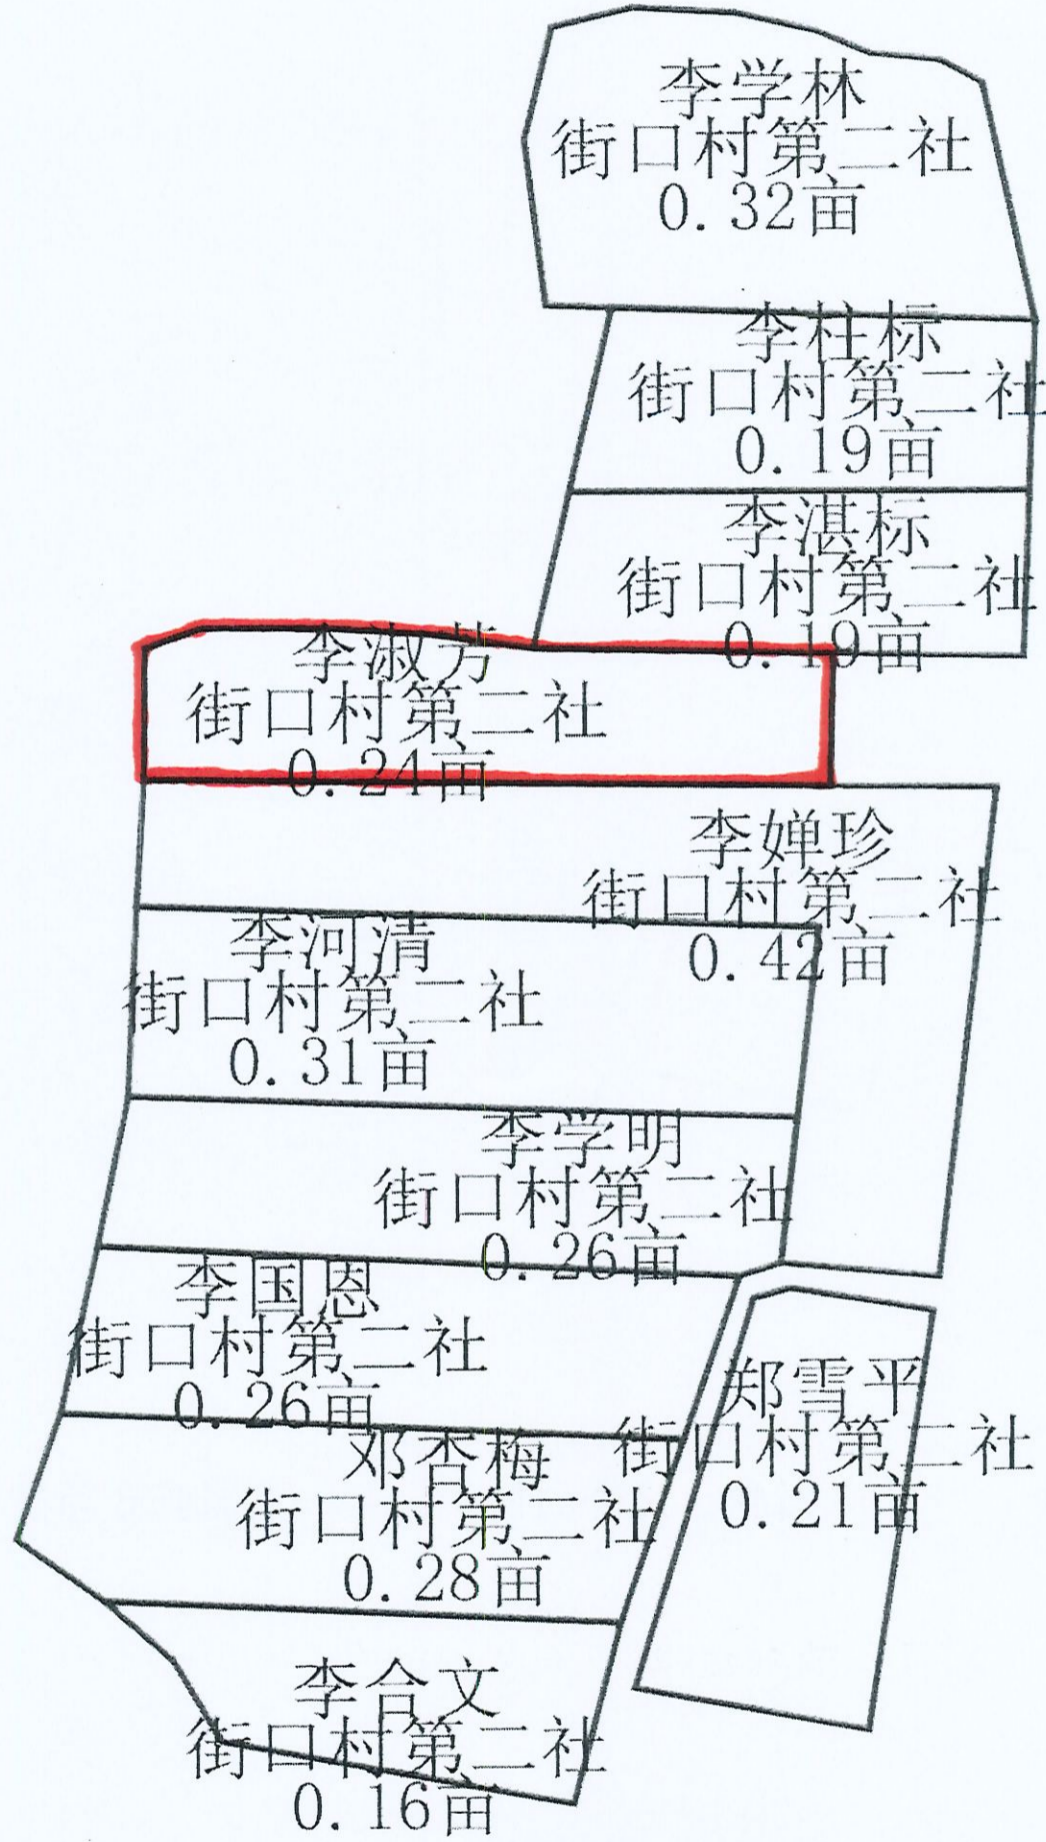 李学林
街口村第二社
0.32亩
李柱标
街口村第二社
0.19亩
李湛标
街口村第二社
0.19亩
李淑芳
街口村第二社
0.24亩
李婵珍
街口村第二社
0.42亩
李河清
街口村第二社
0.31亩
李学明
街口村第二社
0.26亩
李国恩
街口村第二社
0.26亩
郑雪平
街口村第二社
0.21亩
邓杏梅
街口村第二社
0.28亩
李合文
街口村第二社
0.16亩